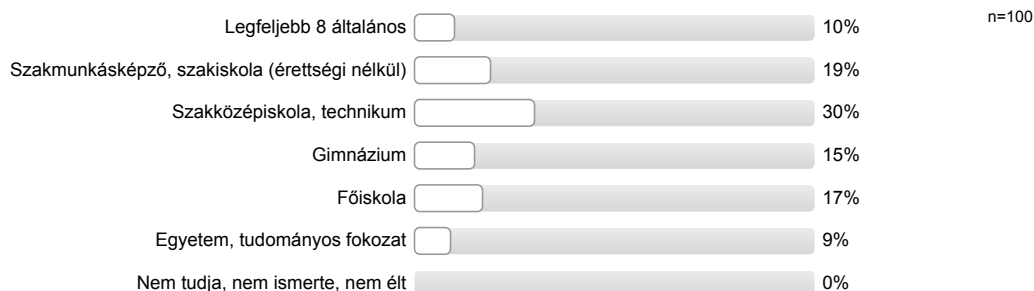 Legfeljebb 8 általános 10% n=100
Szakmunkásképző, szakiskola (érettségi nélkül) 19%
Szakközépiskola, technikum 30%
Gimnázium 15%
Főiskola 17%
Egyetem, tudományos fokozat 9%
Nem tudja, nem ismerte, nem élt 0%